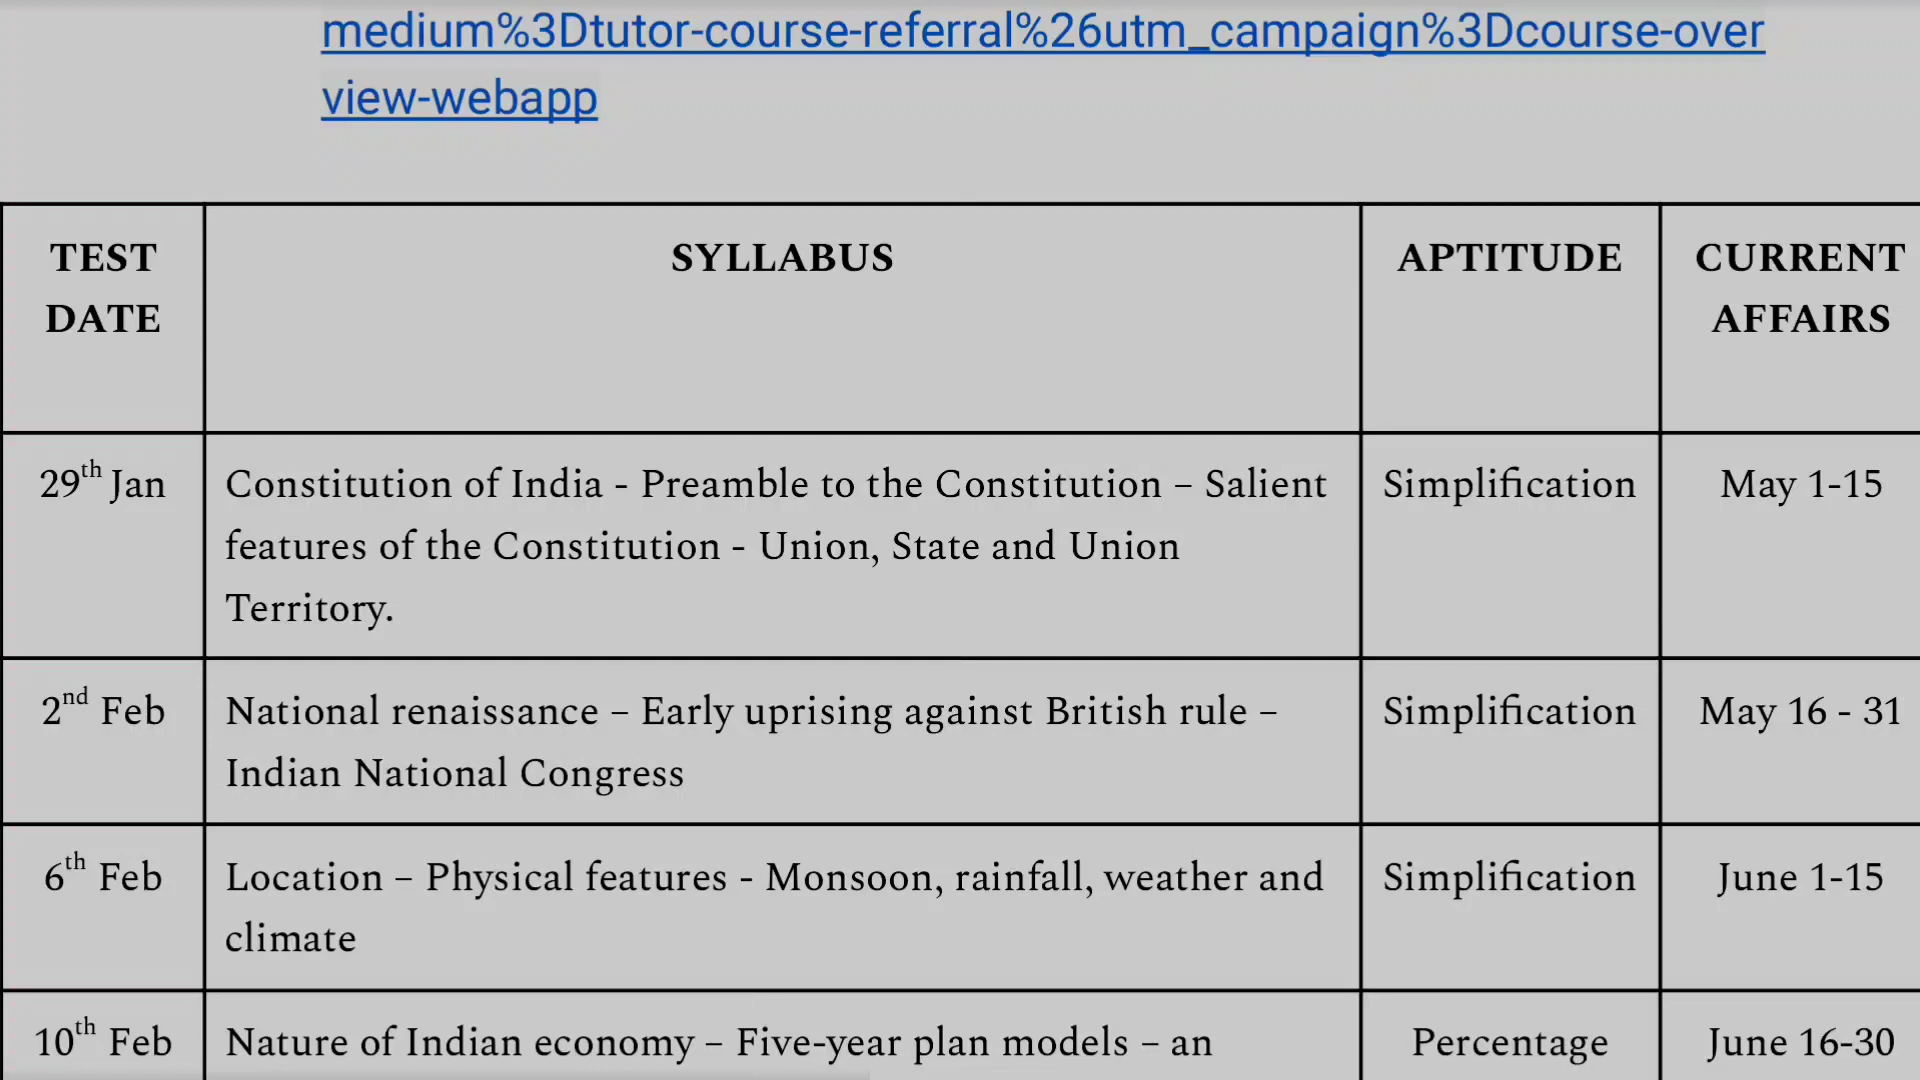 medium%3Dtutor-course-referral%26utm_campaign%3Dcourse-over
view-webapp
TEST DATE
SYLLABUS
APTITUDE
CURRENT AFFAIRS
29th Jan
Constitution of India - Preamble to the Constitution – Salient
features of the Constitution - Union, State and Union
Territory.
Simplification
May 1-15
2nd Feb
National renaissance – Early uprising against British rule –
Indian National Congress
Simplification
May 16 - 31
6th Feb
Location – Physical features - Monsoon, rainfall, weather and
climate
Simplification
June 1-15
10th Feb
Nature of Indian economy – Five-year plan models – an
Percentage
June 16-30